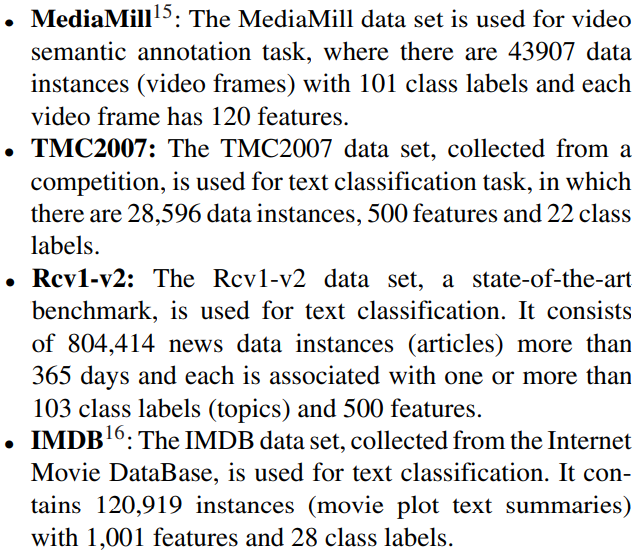 • MediaMill15: The MediaMill data set is used for video
semantic annotation task, where there are 43907 data
instances (video frames) with 101 class labels and each
video frame has 120 features.
• TMC2007: The TMC2007 data set, collected from a
competition, is used for text classification task, in which
there are 28,596 data instances, 500 features and 22 class
labels.
• Rcv1-v2: The Rcv1-v2 data set, a state-of-the-art
benchmark, is used for text classification. It consists
of 804,414 news data instances (articles) more than
365 days and each is associated with one or more than
103 class labels (topics) and 500 features.
• IMDB16: The IMDB data set, collected from the Internet
Movie DataBase, is used for text classification. It con-
tains 120,919 instances (movie plot text summaries)
with 1,001 features and 28 class labels.